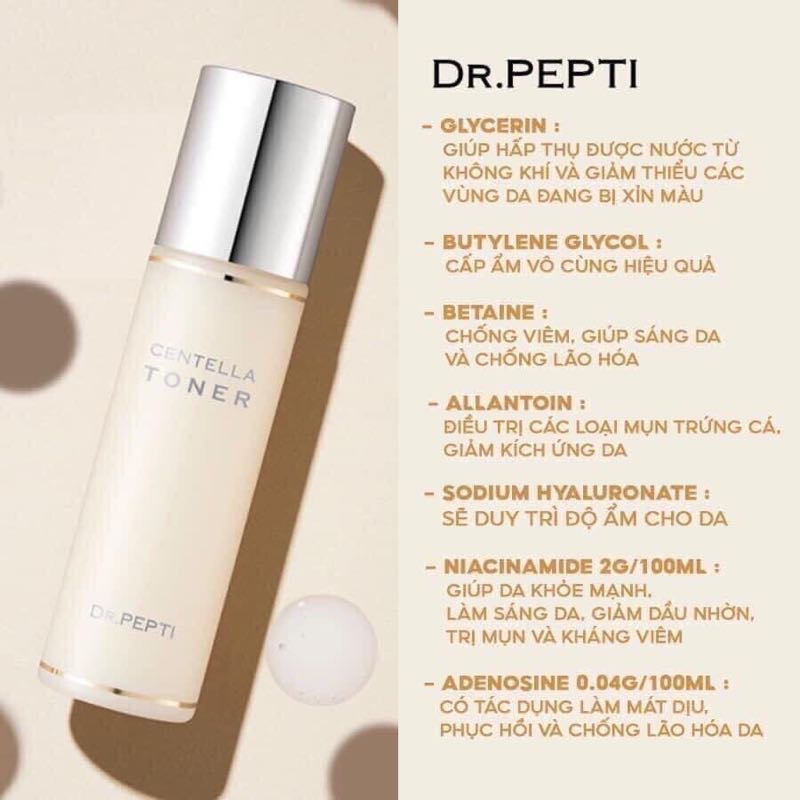 CENTELLA
TONER
DR.PEPTI
DR.PEPTI
- GLYCERIN :
GIÚP HẤP THỤ ĐƯỢC NƯỚC TỪ
KHÔNG KHÍ VÀ GIẢM THIỂU CÁC
VÙNG DA ĐANG BỊ XỈN MÀU
- BUTYLENE GLYCOL :
CẤP ẨM VÔ CÙNG HIỆU QUẢ
- BETAINE :
CHỐNG VIÊM, GIÚP SÁNG DA
VÀ CHỐNG LÃO HÓA
- ALLANTOIN :
ĐIỀU TRỊ CÁC LOẠI MỤN TRỨNG CÁ,
GIẢM KÍCH ỨNG DA
- SODIUM HYALURONATE :
SẼ DUY TRÌ ĐỘ ẨM CHO DA
- NIACINAMIDE 2G/100ML :
GIÚP DA KHỎE MẠNH,
LÀM SÁNG DA, GIẢM DẦU NHỜN,
TRỊ MỤN VÀ KHÁNG VIÊM
- ADENOSINE 0.04G/100ML :
CÓ TÁC DỤNG LÀM MÁT DỊU,
PHỤC HỒI VÀ CHỐNG LÃO HÓA DA